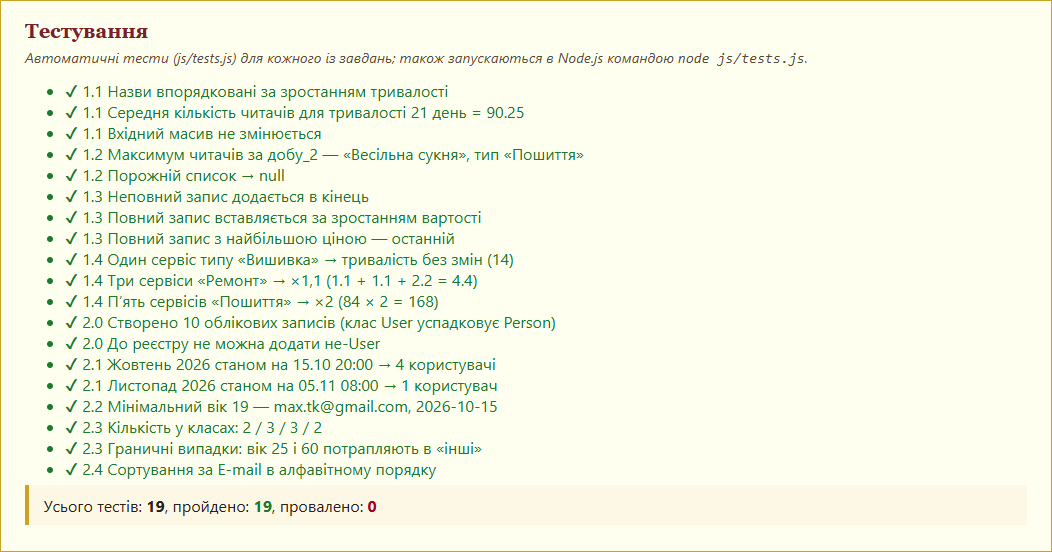 Тестування
Автоматичні тести (js/tests.js) для кожного із завдань; також запускаються в Node.js командою node js/tests.js.
✔ 1.1 Назви впорядковані за зростанням тривалості
✔ 1.1 Середня кількість читачів для тривалості 21 день = 90.25
✔ 1.1 Вхідний масив не змінюється
✔ 1.2 Максимум читачів за добу_2 — «Весільна сукня», тип «Пошиття»
✔ 1.2 Порожній список → null
✔ 1.3 Неповний запис додається в кінець
✔ 1.3 Повний запис вставляється за зростанням вартості
✔ 1.3 Повний запис з найбільшою ціною — останній
✔ 1.4 Один сервіс типу «Вишивка» → тривалість без змін (14)
✔ 1.4 Три сервіси «Ремонт» → ×1,1 (1.1 + 1.1 + 2.2 = 4.4)
✔ 1.4 П’ять сервісів «Пошиття» → ×2 (84 × 2 = 168)
✔ 2.0 Створено 10 облікових записів (клас User успадковує Person)
✔ 2.0 До реєстру не можна додати не-User
✔ 2.1 Жовтень 2026 станом на 15.10 20:00 → 4 користувачі
✔ 2.1 Листопад 2026 станом на 05.11 08:00 → 1 користувач
✔ 2.2 Мінімальний вік 19 — max.tk@gmail.com, 2026-10-15
✔ 2.3 Кількість у класах: 2 / 3 / 3 / 2
✔ 2.3 Граничні випадки: вік 25 і 60 потрапляють в «інші»
✔ 2.4 Сортування за E-mail в алфавітному порядку
Усього тестів: 19, пройдено: 19, провалено: 0